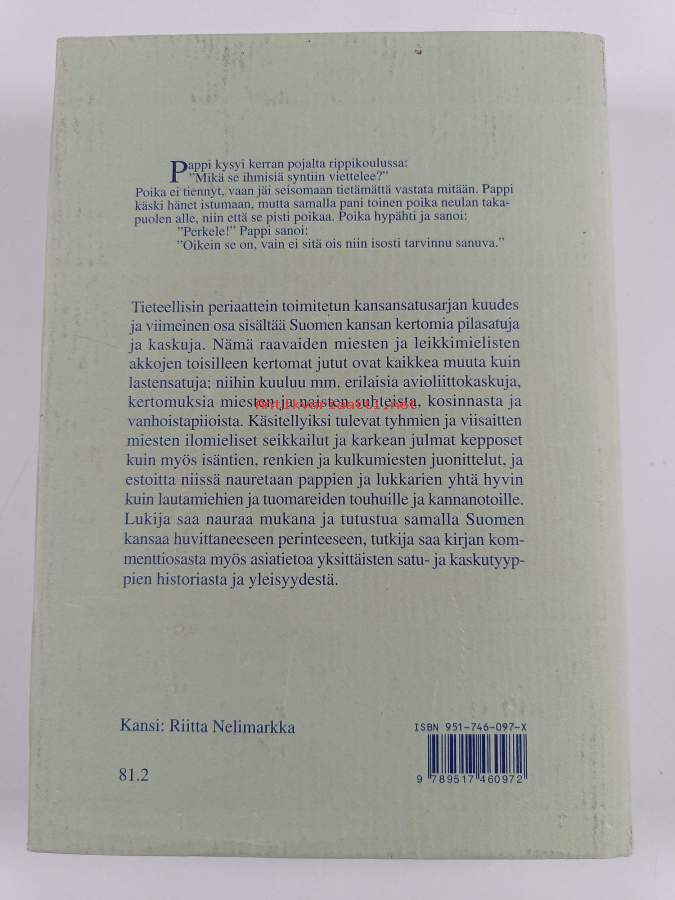 Pappi kysyi kerran pojalta rippikoulussa:
"Mikä se ihmisiä syntiin viettelee?"
Poika ei tiennyt, vaan jäi seisomaan tietämättä vastata mitään. Pappi
käski hänet istumaan, mutta samalla pani toinen poika neulan taka-
puolen alle, niin että se pisti poikaa. Poika hypähti ja sanoi:
"Perkele!" Pappi sanoi:
"Oikein se on, vain ei sitä ois niin isosti tarvinnu sanuva."
Tieteellisin periaattein toimitetun kansansatusarjan kuudes
ja viimeinen osa sisältää Suomen kansan kertomia pilasatuja
ja kaskuja. Nämä raavaiden miesten ja leikkimielisten
akkojen toisilleen kertomat jutut ovat kaikkea muuta kuin
lastensatuja: niihin kuuluu mm. erilaisia avioliittokaskuja,
kertomuksia miesten ja naisten suhteista, kosinnasta ja
Antikvariaatti.net
vanhoistapiioista. Käsitellyiksi tulevat tyhmien ja viisaitten
miesten ilomieliset seikkailut ja karkean julmat kepposet
kuin myös isäntien, renkien ja kulkumiesten juonittelut, ja
estoitta niissä nauretaan pappien ja lukkarien yhtä hyvin
kuin lautamiehien ja tuomareiden touhuille ja kannanotoille.
Lukija saa nauraa mukana ja tutustua samalla Suomen
kansaa huvittaneeseen perinteeseen, tutkija saa kirjan kom-
menttiosasta myös asiatietoa yksittäisten satu- ja kaskutyyp-
pien historiasta ja yleisyydestä.
Kansi: Riitta Nelimarkka
81.2
ISBN 951-746-097-X
9 789517 460972